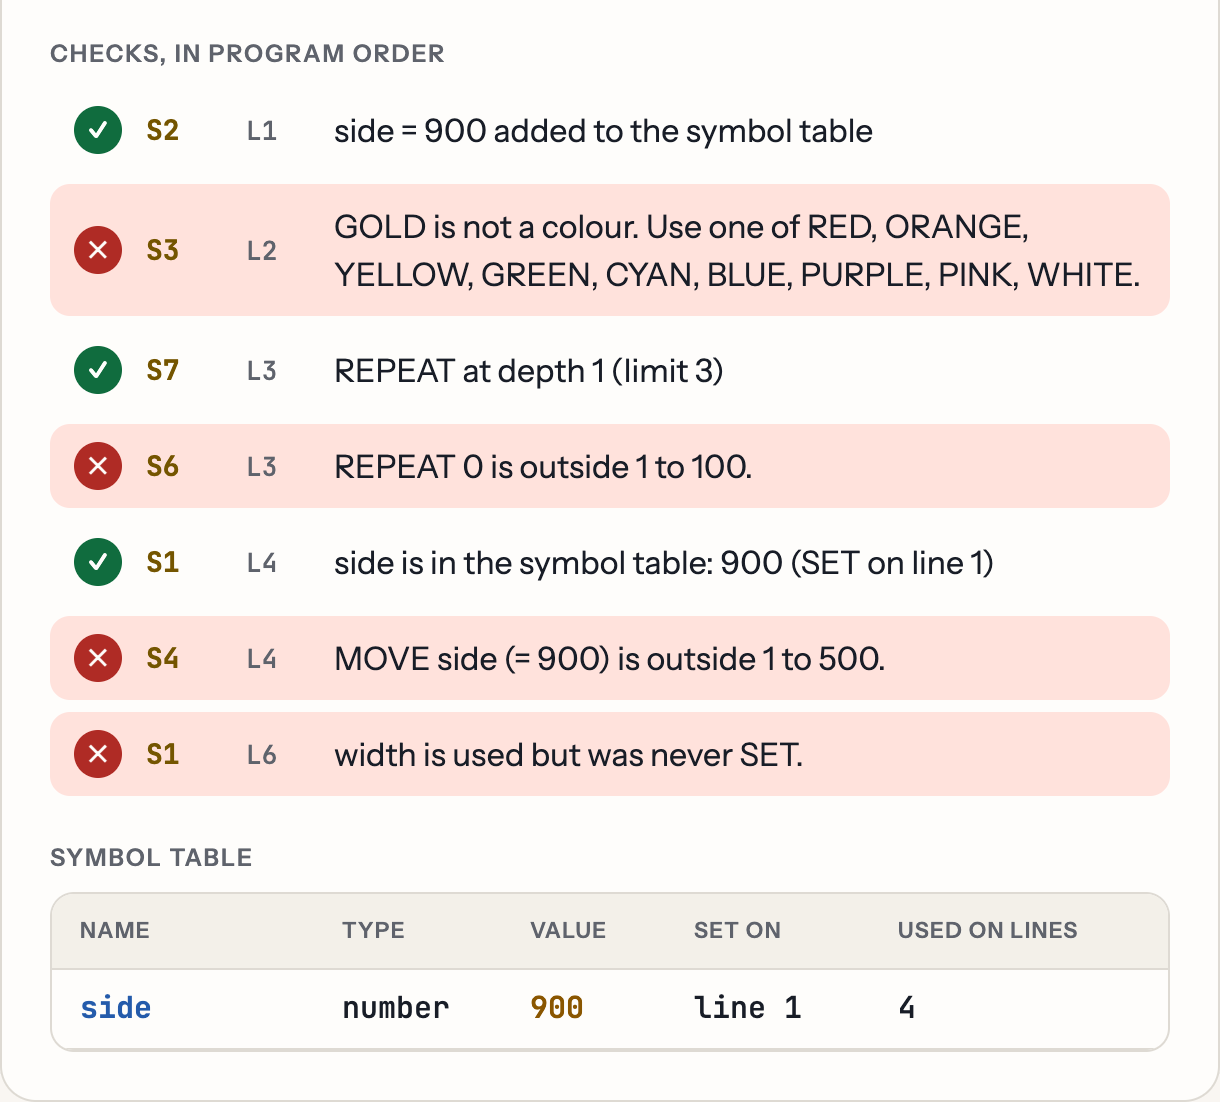 CHECKS, IN PROGRAM ORDER
S2 L1 side = 900 added to the symbol table
GOLD is not a colour. Use one of RED, ORANGE,
S3 L2 YELLOW, GREEN, CYAN, BLUE, PURPLE, PINK, WHITE.
S7 L3 REPEAT at depth 1 (limit 3)
S6 L3 REPEAT 0 is outside 1 to 100.
S1 L4 side is in the symbol table: 900 (SET on line 1)
S4 L4 MOVE side (= 900) is outside 1 to 500.
S1 L6 width is used but was never SET.
SYMBOL TABLE
NAME TYPE VALUE SET ON USED ON LINES
side number 900 line 1 4